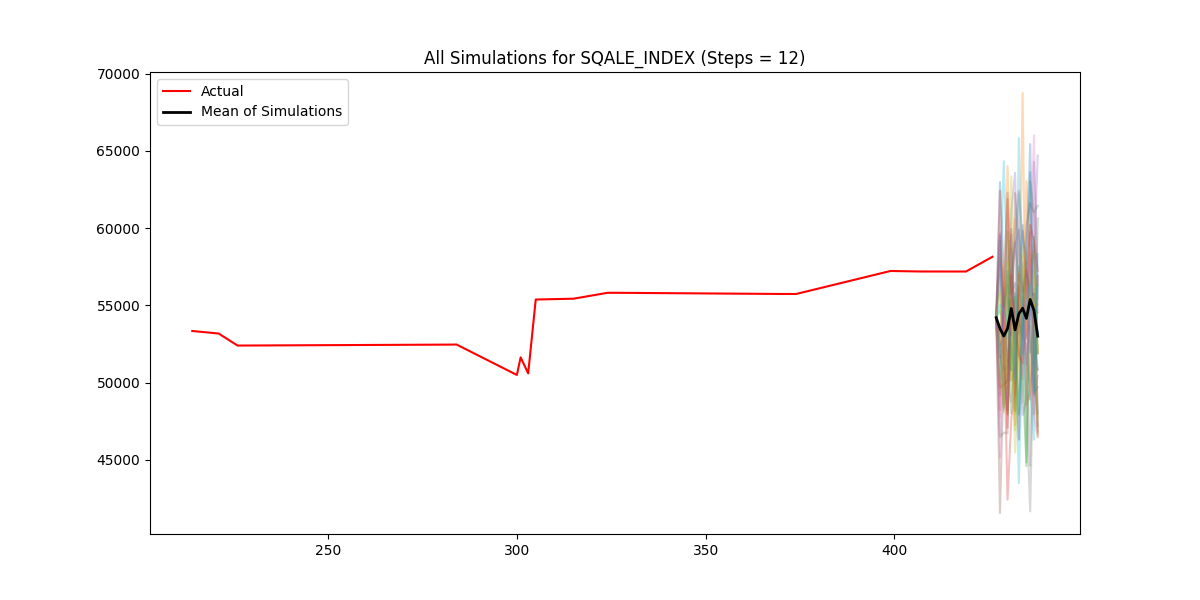 All Simulations for SQALE_INDEX (Steps = 12)
70000
Actual
Mean of Simulations
65000
60000
55000
50000
45000
250 300 350 400